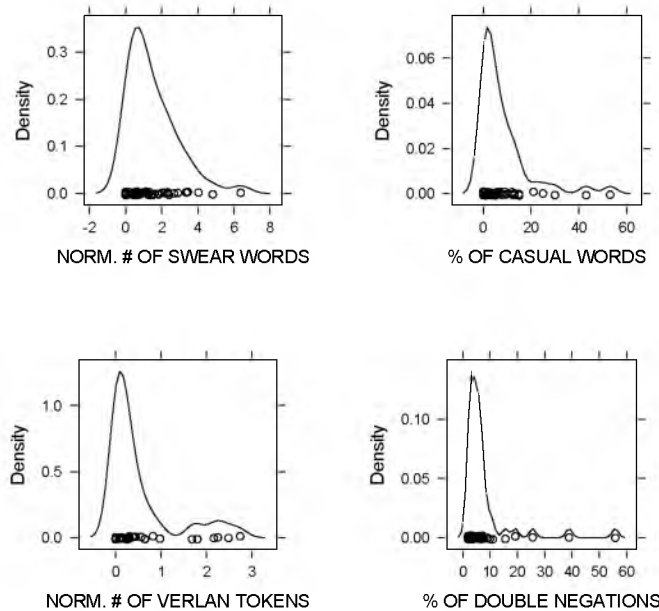 0.3
0.2
0.1
0.0
Density
-2 0 2 4 6 8
NORM. # OF SWEAR WORDS
0.06
0.04
0.02
0.00
Density
0 20 40 60
% OF CASUAL WORDS
1.0
0.5
0.0
Density
0 1 2 3
NORM. # OF VERLAN TOKENS
0.10
0.05
0.00
Density
0 10 20 30 40 50 60
% OF DOUBLE NEGATIONS